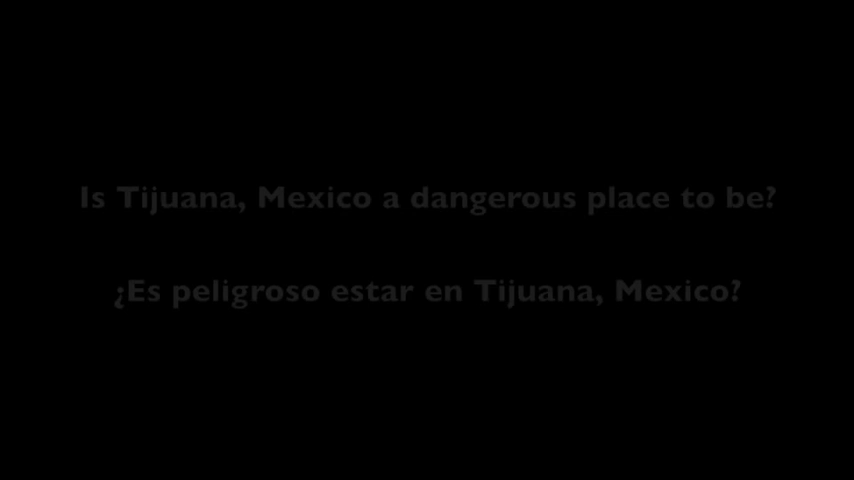 Is Tijuana, Mexico a dangerous place to be?
¿Es peligroso estar en Tijuana, Mexico?